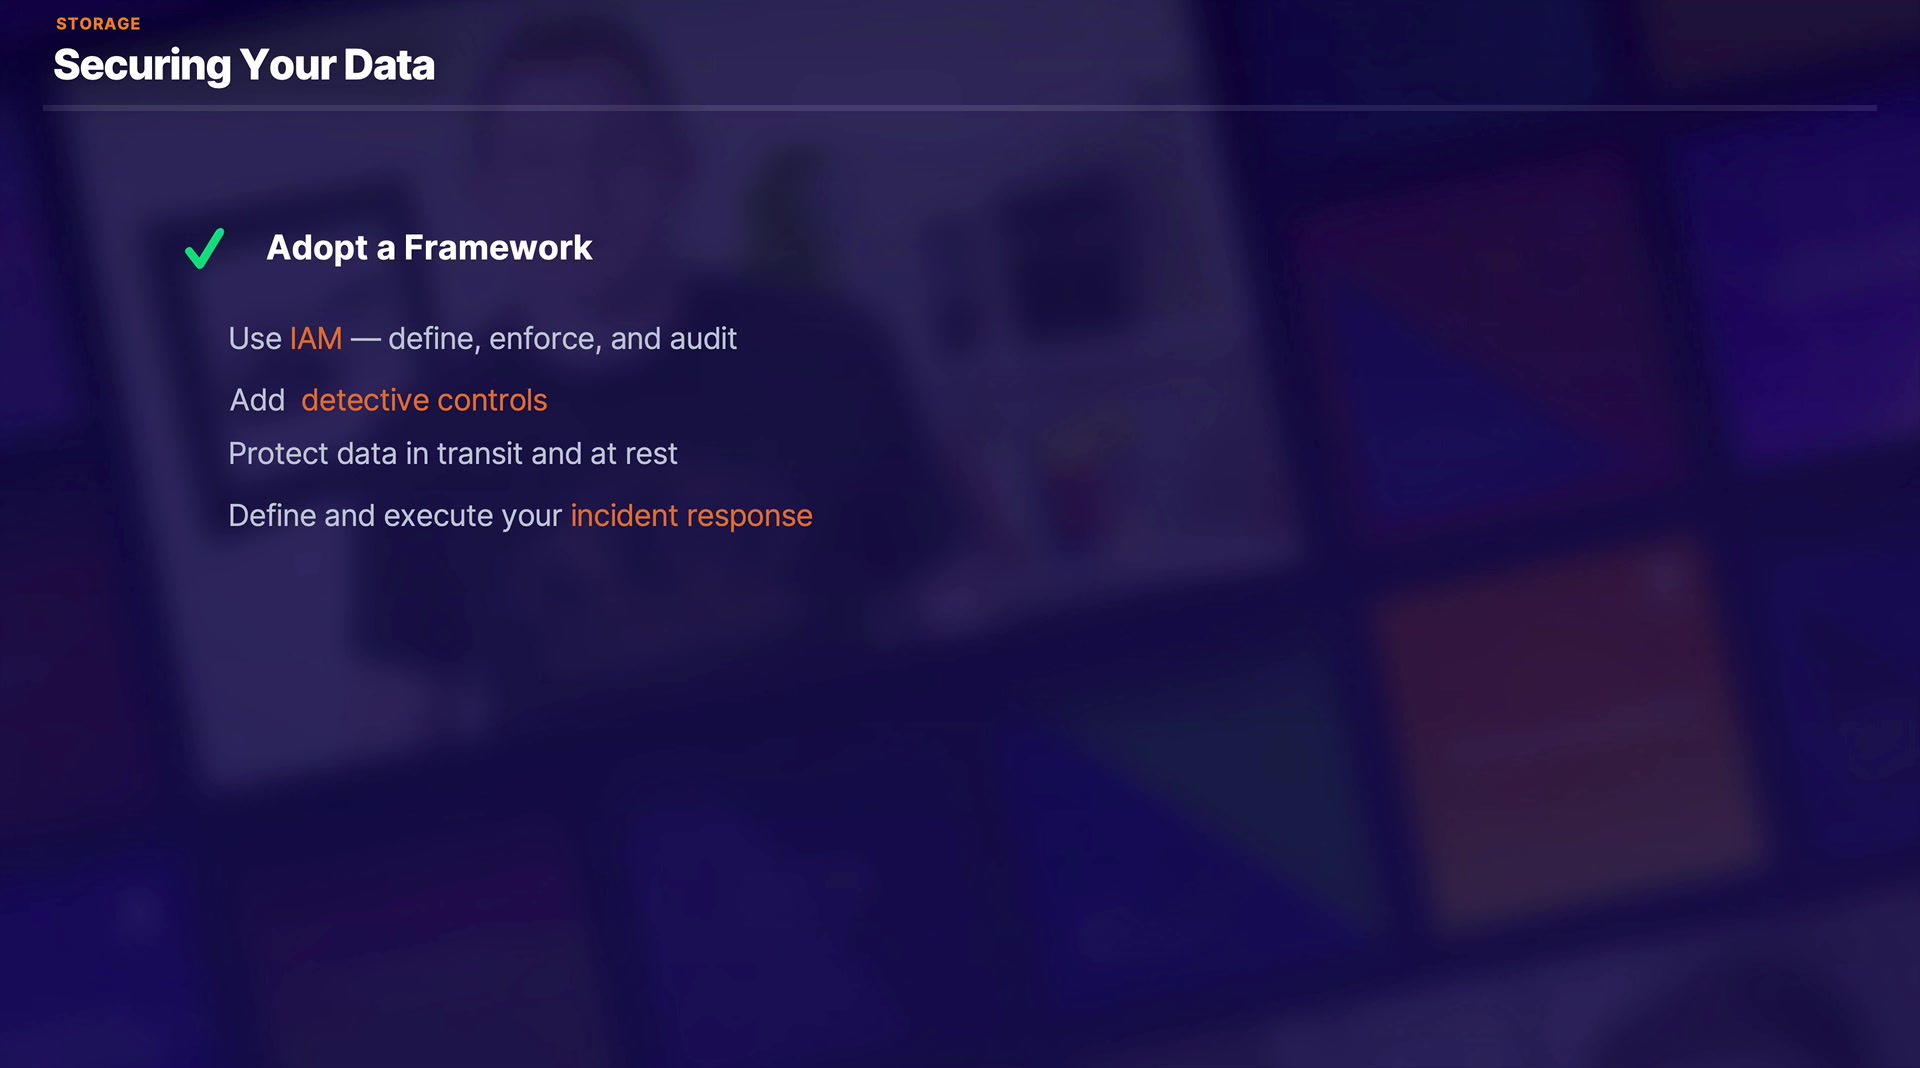 STORAGE
Securing Your Data
Adopt a Framework
Use IAM — define, enforce, and audit
Add detective controls
Protect data in transit and at rest
Define and execute your incident response